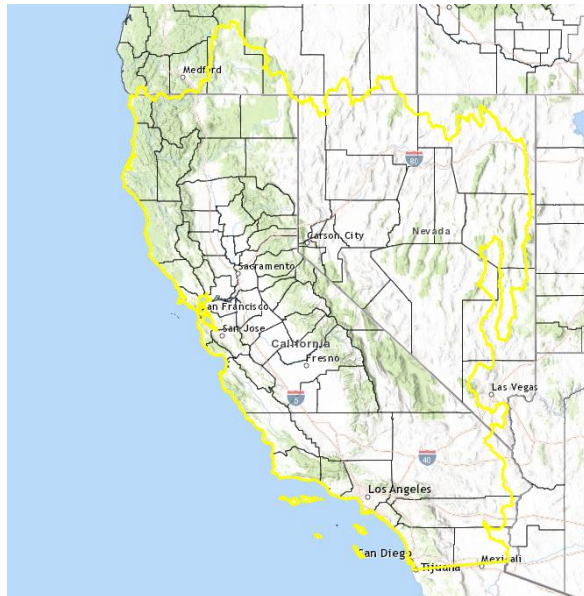 Medford
80
Carson City
Nevada
Sacramento
San Francisco
San Jose
California
Fresno
Las Vegas
5
40
Los Angeles
San Diego
Tijuana
Mexicali